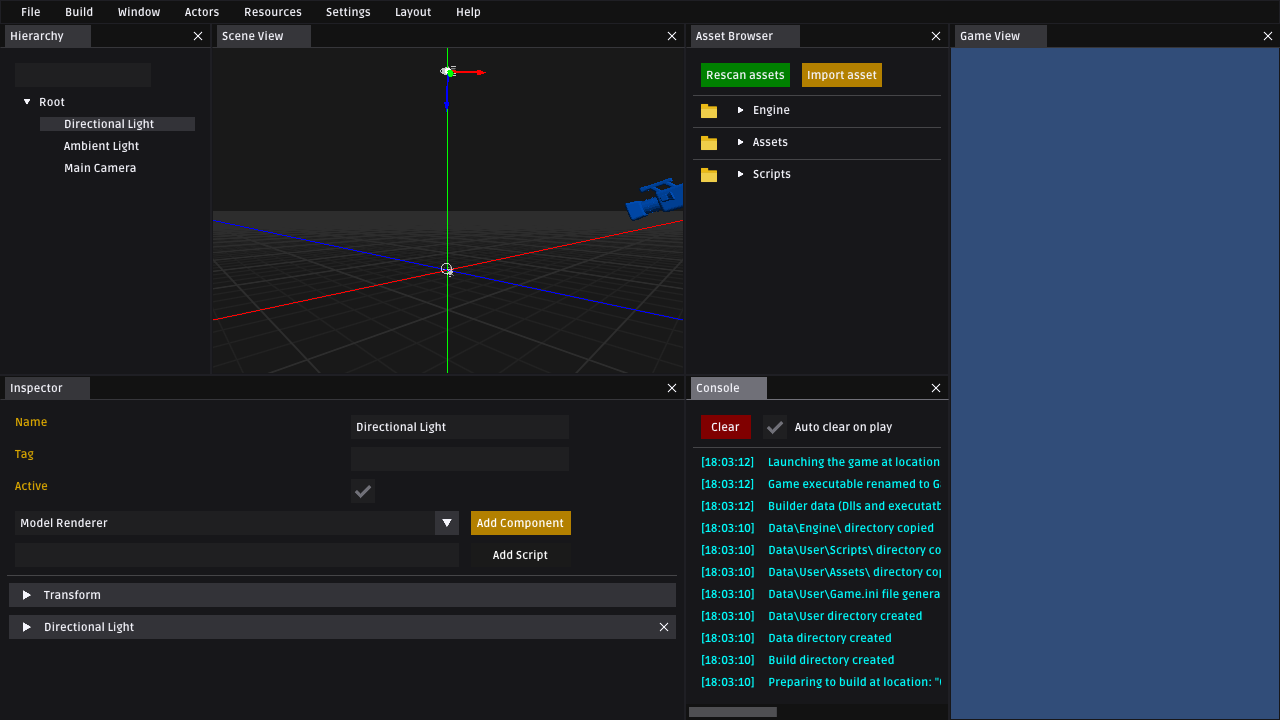 File Build Window Actors Resources Settings Layout Help
Hierarchy
Root
Directional Light
Ambient Light
Main Camera
Scene View
Asset Browser
Rescan assets Import asset
Engine
Assets
Scripts
Game View
Inspector
Name Directional Light
Tag
Active
Model Renderer Add Component
Add Script
Transform
Directional Light
Console
Clear Auto clear on play
[18:03:12] Launching the game at location
[18:03:12] Game executable renamed to
[18:03:12] Builder data (Dlls and
[18:03:10] Data\Engine\ directory copied
[18:03:10] Data\User\Scripts\ directory
[18:03:10] Data\User\Assets\ directory
[18:03:10] Data\User\Game.ini file
[18:03:10] Data\User directory created
[18:03:10] Data directory created
[18:03:10] Build directory created
[18:03:10] Preparing to build at location: